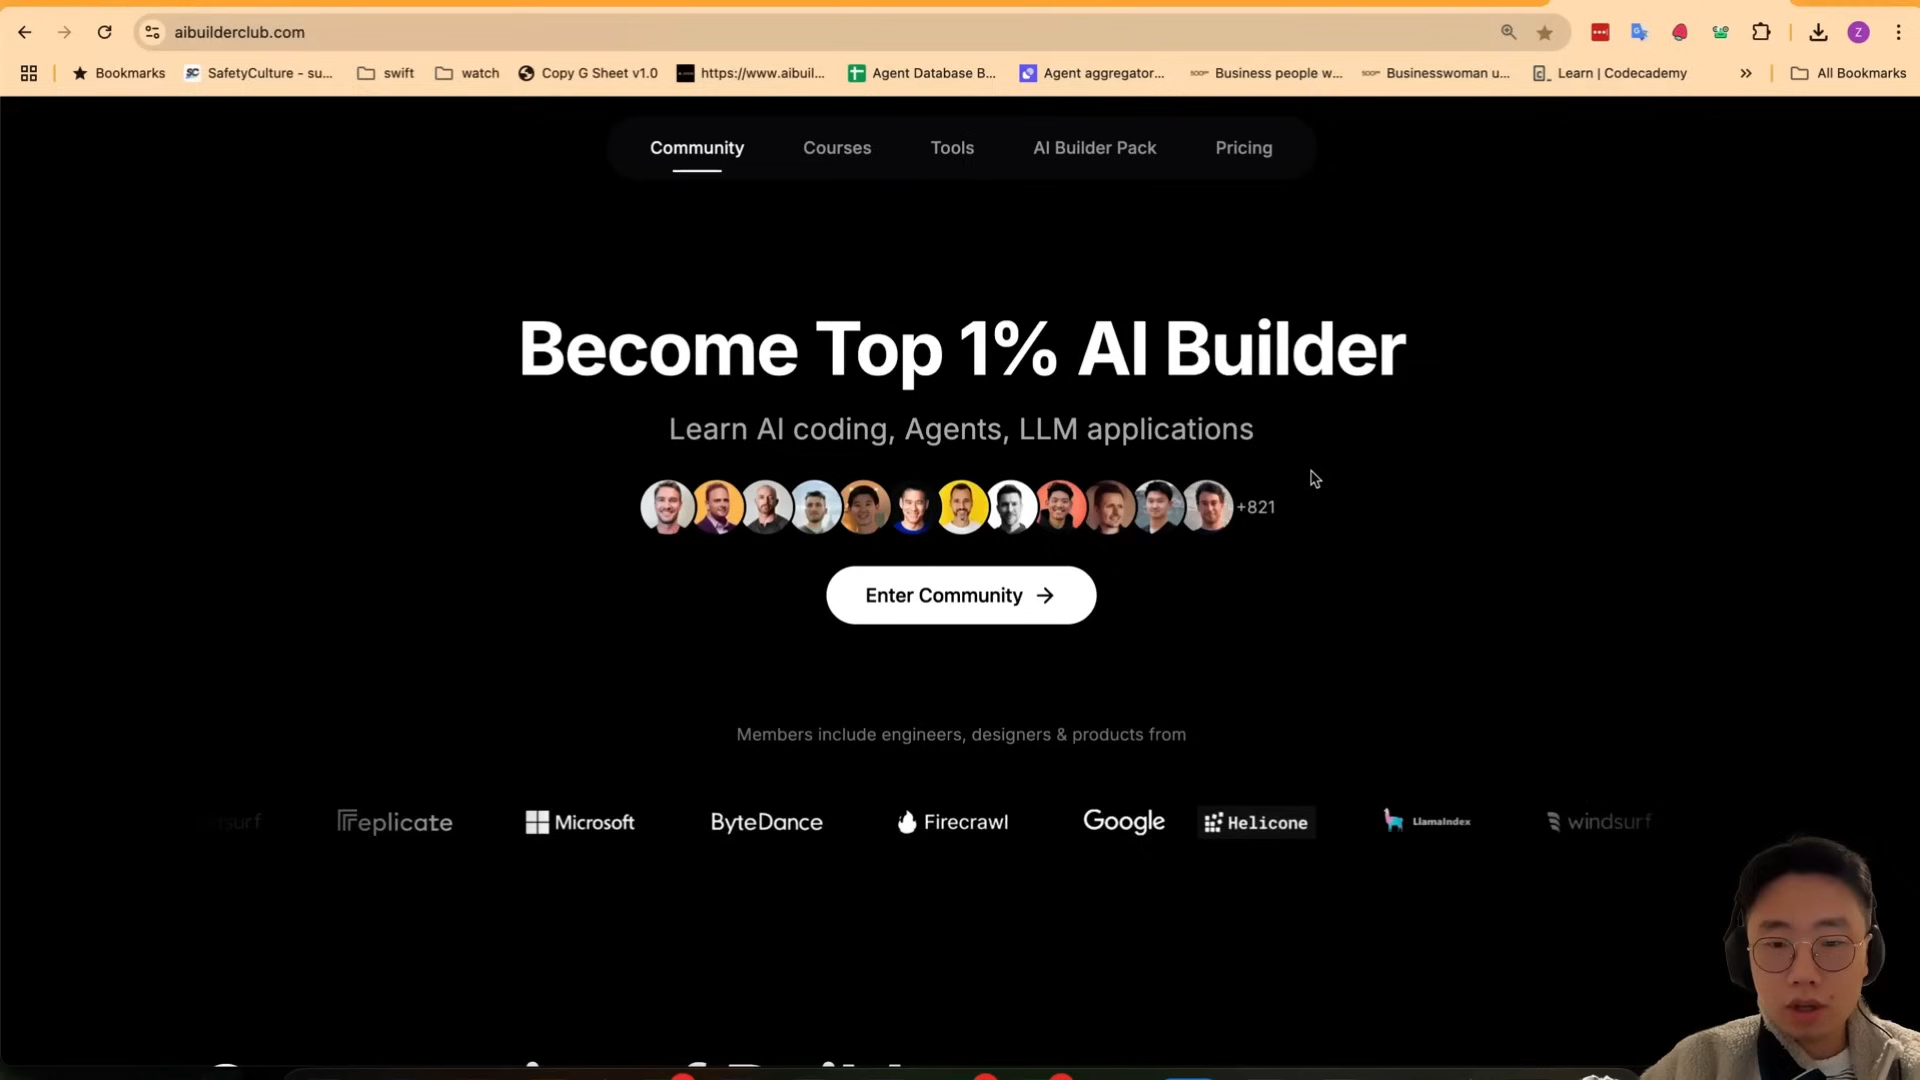 aibuilderclub.com
Z
Bookmarks
SafetyCulture - su...
swift
watch
Copy G Sheet v1.0
https://www.aibuil...
Agent Database B...
Agent aggregator...
Business people w...
Businesswoman u...
Learn | Codecademy
All Bookmarks
Community
Courses
Tools
AI Builder Pack
Pricing
Become Top 1% AI Builder
Learn AI coding, Agents, LLM applications
+821
Enter Community →
Members include engineers, designers & products from
replicate
Microsoft
ByteDance
Firecrawl
Google
Helicone
LlamaIndex
windsurf